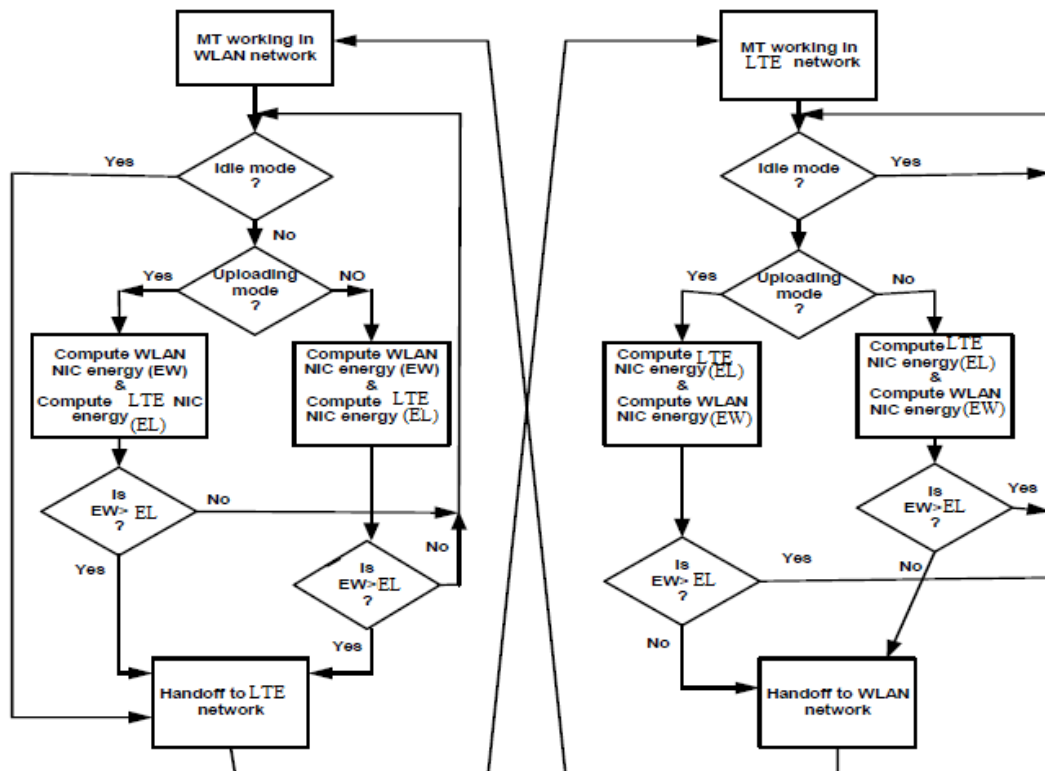 MT working in
WLAN network
Yes
Idle mode
?
No
Yes
Uploading
mode
?
NO
Compute WLAN
NIC energy (EW)
&
Compute LTE NIC
energy (EL)
Compute WLAN
NIC energy (EW)
&
Compute LTE
NIC energy (EL)
Is
EW> EL
?
No
Yes
Is
EW>EL
?
No
Yes
Handoff to LTE
network
MT working in
LTE network
Idle mode
?
Yes
Yes
Uploading
mode
?
No
Compute LTE
NIC energy (EL)
&
Compute WLAN
NIC energy (EW)
Compute LTE
NIC energy (EL)
&
Compute WLAN
NIC energy (EW)
Is
EW>EL
?
Yes
No
Is
EW> EL
?
Yes
No
Handoff to WLAN
network